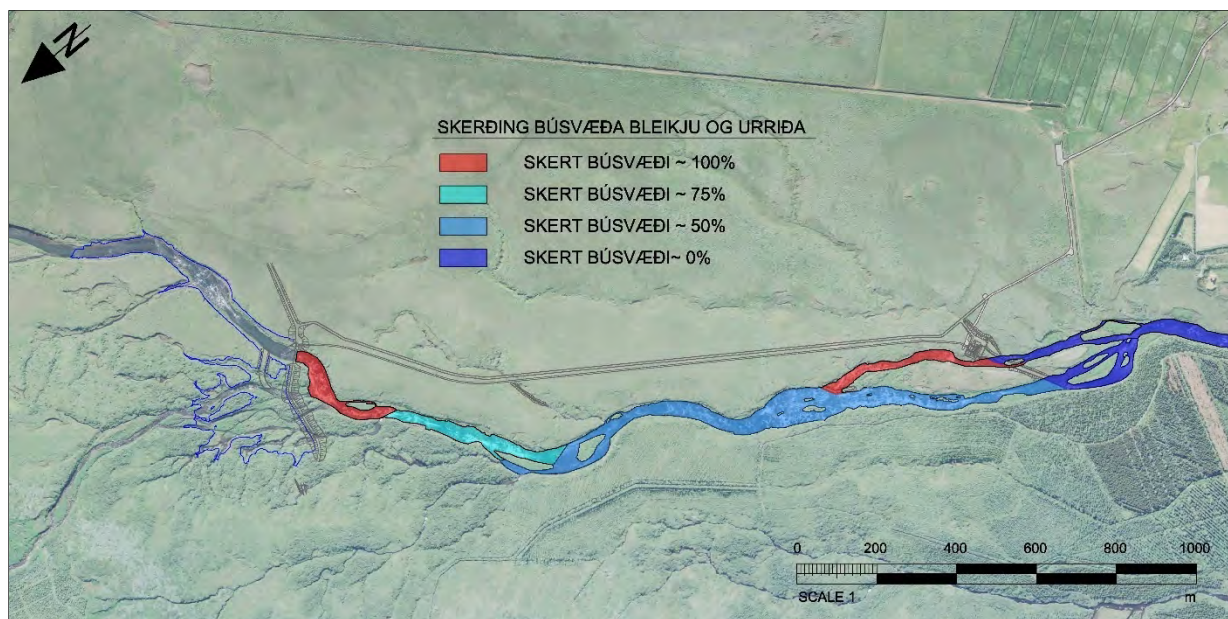 N
SKERÐING BÚSVÆÐA BLEIKJU OG URRIÐA
SKERT BÚSVÆÐI ~ 100%
SKERT BÚSVÆÐI ~ 75%
SKERT BÚSVÆÐI ~ 50%
SKERT BÚSVÆÐI~ 0%
0 200 400 600 800 1000
SCALE 1 m